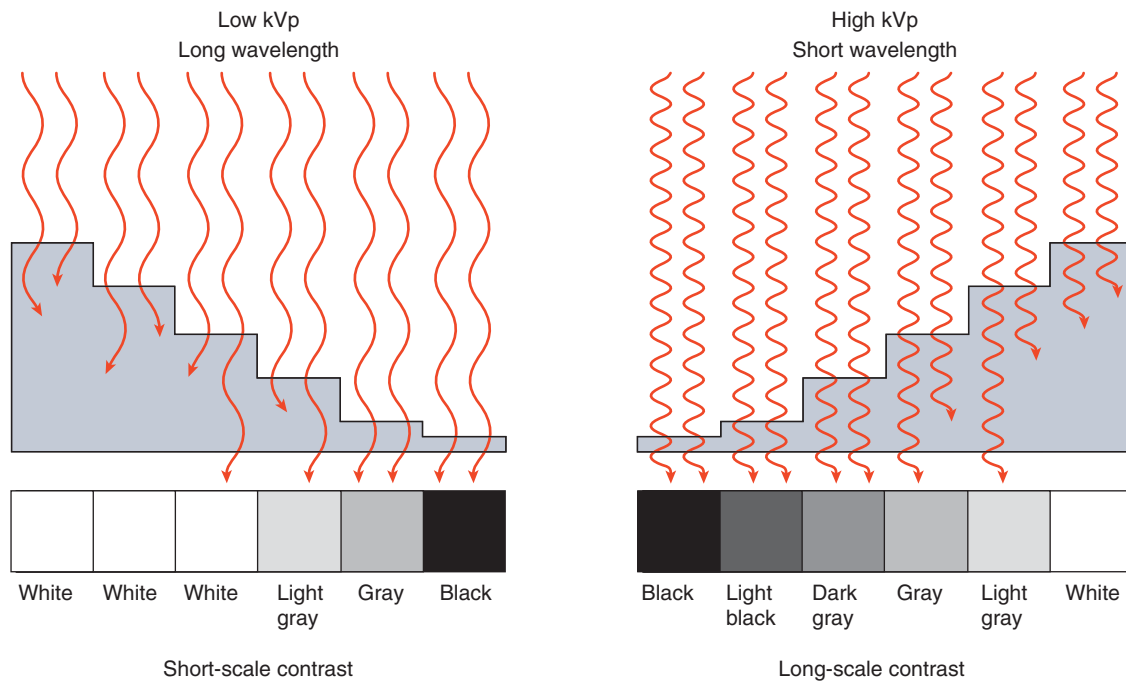 Low kVp
Long wavelength
High kVp
Short wavelength
White
White
White
Light
gray
Gray
Black
Black
Light
black
Dark
gray
Gray
Light
gray
White
Short-scale contrast
Long-scale contrast